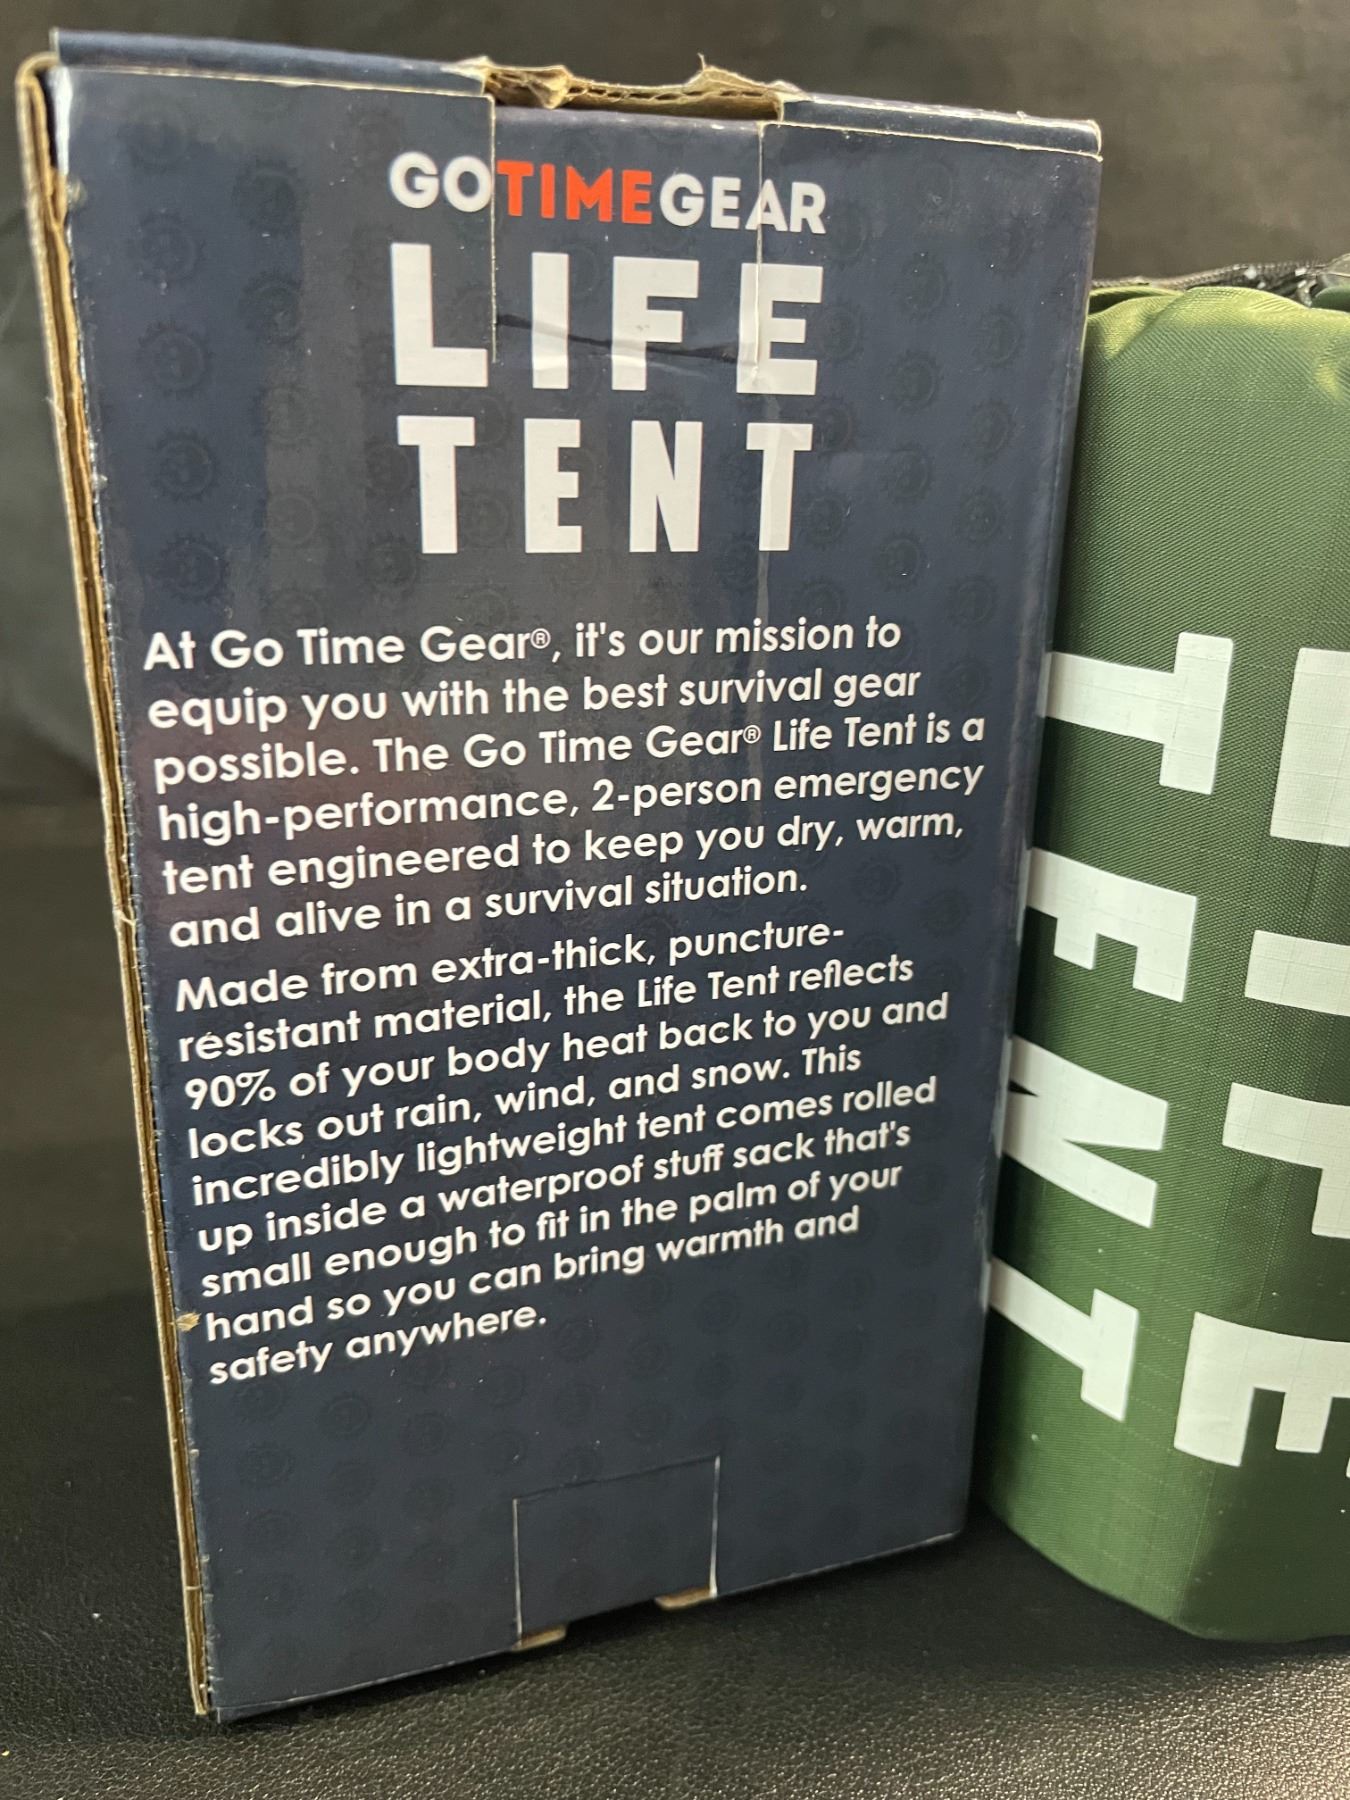 GOTIMEGEAR
LIFE
TENT
At Go Time Gear®, it's our mission to
equip you with the best survival gear
possible. The Go Time Gear® Life Tent is a
high-performance, 2-person emergency
tent engineered to keep you dry, warm,
and alive in a survival situation.
Made from extra-thick, puncture-
resistant material, the Life Tent reflects
90% of your body heat back to you and
locks out rain, wind, and snow. This
incredibly lightweight tent comes rolled
up inside a waterproof stuff sack that's
small enough to fit in the palm of your
hand so you can bring warmth and
safety anywhere.
LIFE
TENT